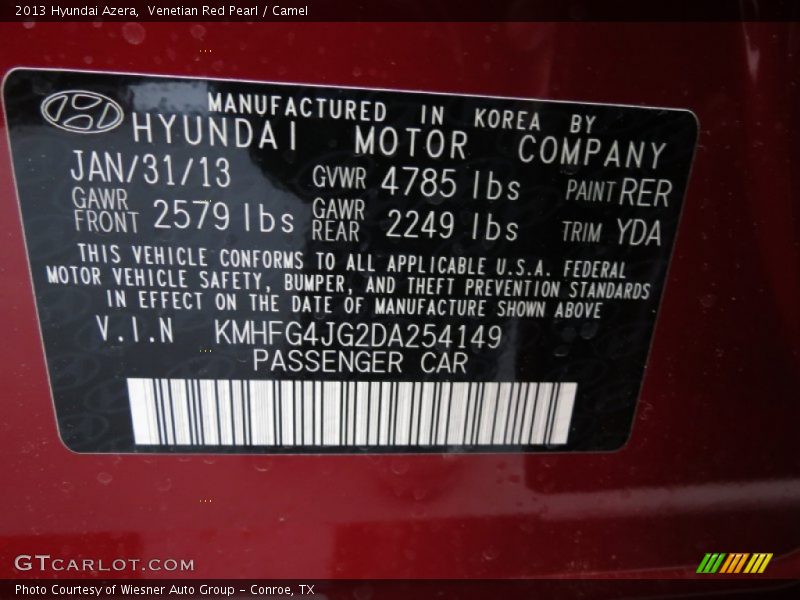 2013 Hyundai Azera, Venetian Red Pearl / Camel
MANUFACTURED IN KOREA BY
HYUNDAI MOTOR COMPANY
JAN/31/13 GVWR 4785 lbs PAINT RER
GAWR FRONT 2579 lbs GAWR REAR 2249 lbs TRIM YDA
THIS VEHICLE CONFORMS TO ALL APPLICABLE U.S.A. FEDERAL
MOTOR VEHICLE SAFETY, BUMPER, AND THEFT PREVENTION STANDARDS
IN EFFECT ON THE DATE OF MANUFACTURE SHOWN ABOVE
V.I.N KMHFG4JG2DA254149
PASSENGER CAR
GTCARLOT.COM
Photo Courtesy of Wiesner Auto Group - Conroe, TX